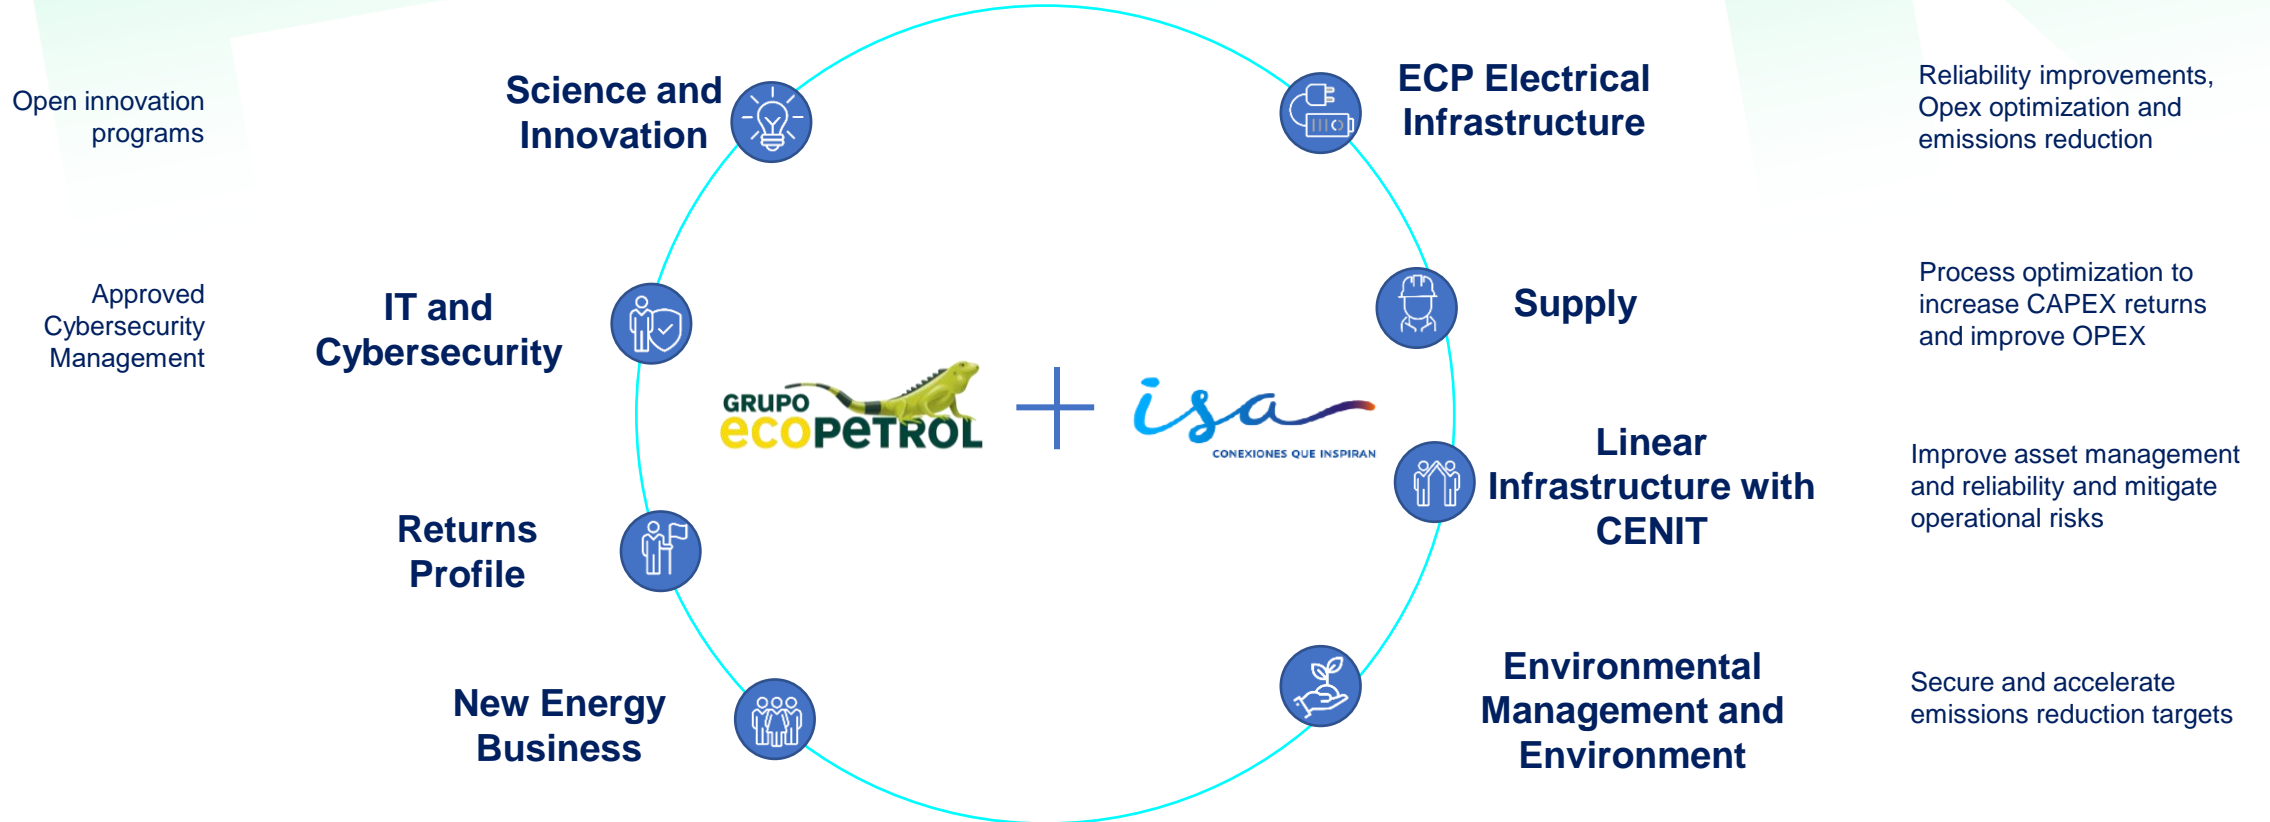 Open innovation
programs
Science and
Innovation
ECP Electrical
Infrastructure
Reliability improvements,
Opex optimization and
emissions reduction
Approved
Cybersecurity
Management
IT and
Cybersecurity
Supply
Process optimization to
increase CAPEX returns
and improve OPEX
GRUPO
ecopetrol
isa
CONEXIONES QUE INSPIRAN
Linear
Infrastructure with
CENIT
Improve asset management
and reliability and mitigate
operational risks
Returns
Profile
New Energy
Business
Environmental
Management and
Environment
Secure and accelerate
emissions reduction targets